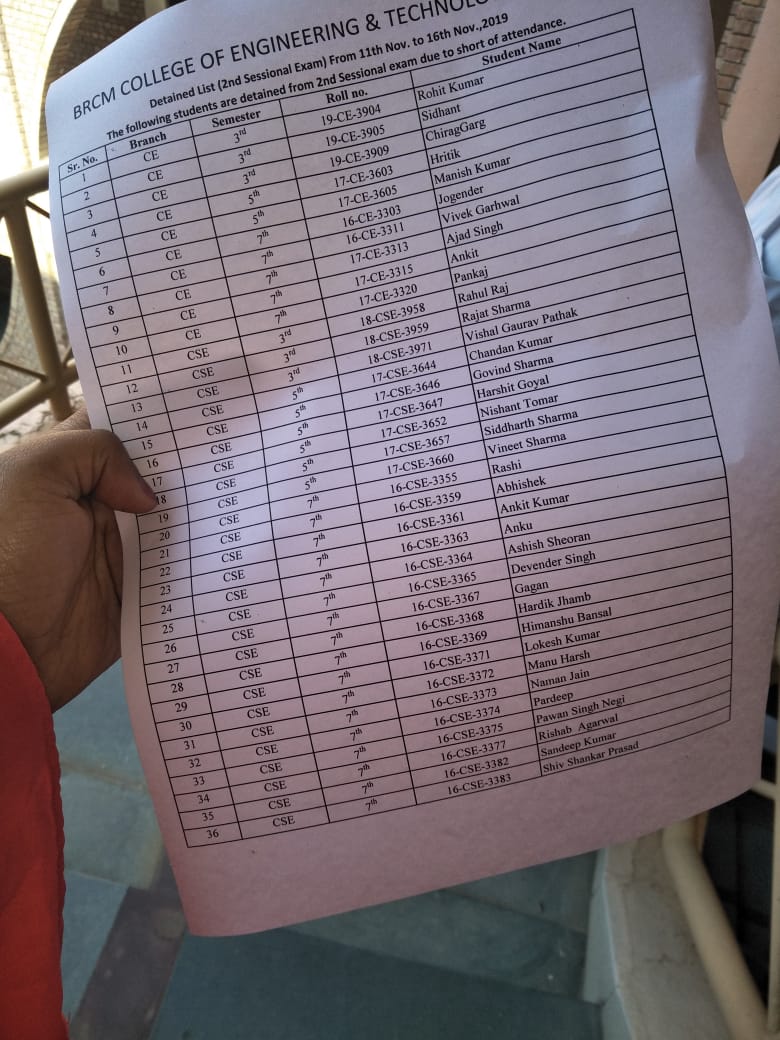 BRCM COLLEGE OF ENGINEERING & TECHNOLO
Detained List (2nd Sessional Exam) From 11th Nov. to 16th Nov.,2019
The following students are detained from 2nd Sessional exam due to short of attendance.
Sr. No. Branch Semester Roll no. Student Name
1 CE 3rd 19-CE-3904 Rohit Kumar
2 CE 3rd 19-CE-3905 Sidhant
3 CE 3rd 19-CE-3909 ChiragGarg
4 CE 5th 17-CE-3603 Hritik
5 CE 5th 17-CE-3605 Manish Kumar
6 CE 7th 16-CE-3303 Jogender
7 CE 7th 16-CE-3311 Vivek Garhwal
8 CE 7th 17-CE-3313 Ajad Singh
9 CE 7th 17-CE-3315 Ankit
10 CE 7th 17-CE-3320 Pankaj
11 CSE 3rd 18-CSE-3958 Rahul Raj
12 CSE 3rd 18-CSE-3959 Rajat Sharma
13 CSE 3rd 18-CSE-3971 Vishal Gaurav Pathak
14 CSE 5th 17-CSE-3644 Chandan Kumar
15 CSE 5th 17-CSE-3646 Govind Sharma
16 CSE 5th 17-CSE-3647 Harshit Goyal
17 CSE 5th 17-CSE-3652 Nishant Tomar
18 CSE 5th 17-CSE-3657 Siddharth Sharma
19 CSE 5th 17-CSE-3660 Vineet Sharma
20 CSE 7th 16-CSE-3355 Rashi
21 CSE 7th 16-CSE-3359 Abhishek
22 CSE 7th 16-CSE-3361 Ankit Kumar
23 CSE 7th 16-CSE-3363 Anku
24 CSE 7th 16-CSE-3364 Ashish Sheoran
25 CSE 7th 16-CSE-3365 Devender Singh
26 CSE 7th 16-CSE-3367 Gagan
27 CSE 7th 16-CSE-3368 Hardik Jhamb
28 CSE 7th 16-CSE-3369 Himanshu Bansal
29 CSE 7th 16-CSE-3371 Lokesh Kumar
30 CSE 7th 16-CSE-3372 Manu Harsh
31 CSE 7th 16-CSE-3373 Naman Jain
32 CSE 7th 16-CSE-3374 Pardeep
33 CSE 7th 16-CSE-3375 Pawan Singh Negi
34 CSE 7th 16-CSE-3377 Rishab Agarwal
35 CSE 7th 16-CSE-3382 Sandeep Kumar
36 CSE 7th 16-CSE-3383 Shiv Shankar Prasad